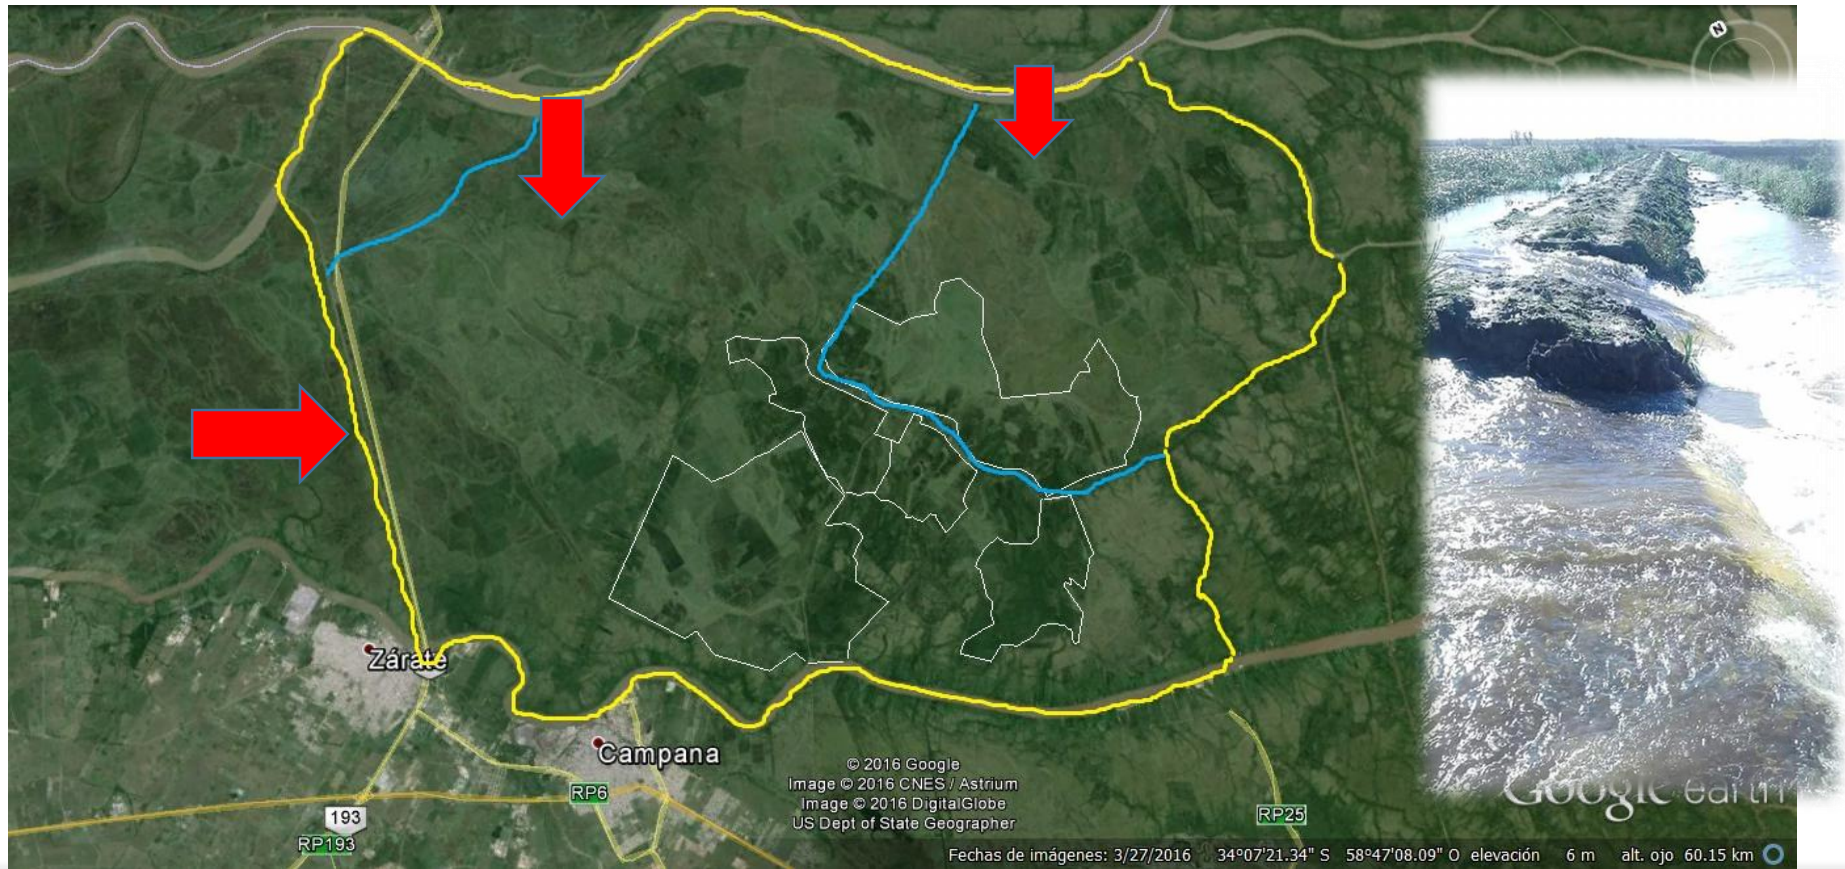 N
Zárate
Campana
RP6
193
RP193
RP25
© 2016 Google
Image © 2016 CNES / Astrium
Image © 2016 DigitalGlobe
US Dept of State Geographer
Google earth
Fechas de imágenes: 3/27/2016 34°07'21.34" S 58°47'08.09" O elevación 6 m alt. ojo 60.15 km